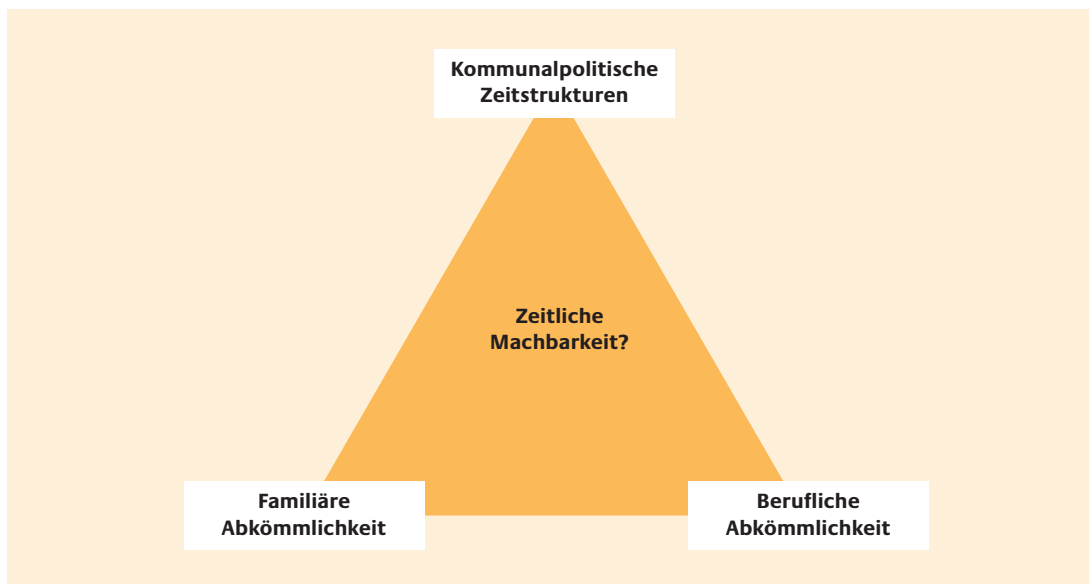 Kommunalpolitische
Zeitstrukturen
Zeitliche
Machbarkeit?
Familiäre
Abkömmlichkeit
Berufliche
Abkömmlichkeit